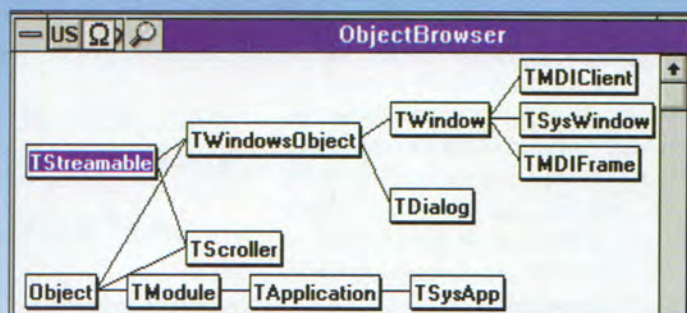 US Ω ObjectBrowser
TMDIClient
TWindowsObject TWindow TSysWindow
TStreamable TMDIFrame
TDialog
TScroller
Object TModule TApplication TSysApp